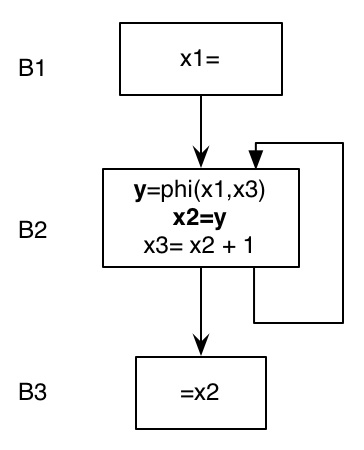 B1
x1=
B2
y=phi(x1,x3)
x2=y
x3= x2 + 1
B3
=x2